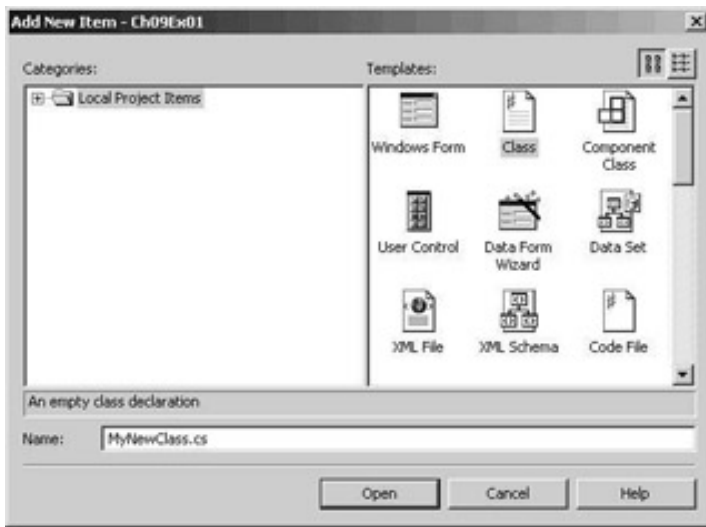 Add New Item - Ch09Ex01
Categories:
Templates:
Local Project Items
Windows Form
Class
Component
Class
User Control
Data Form
Wizard
Data Set
XML File
XML Schema
Code File
An empty class declaration
Name:
MyNewClass.cs
Open
Cancel
Help